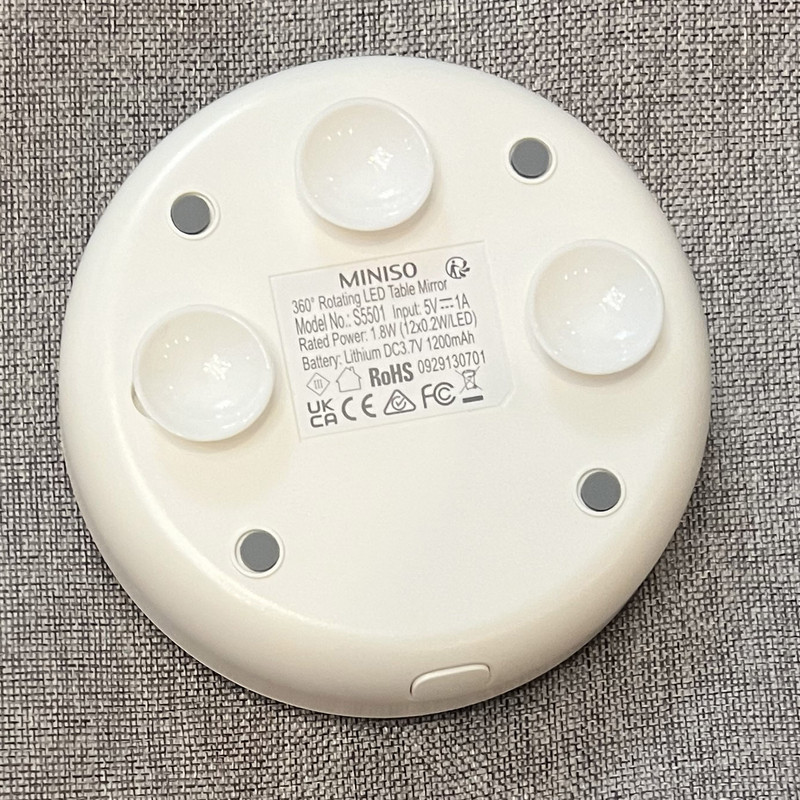 MINISO
360° Rotating LED Table Mirror
Model No.: S5501 Input: 5V⎓1A
Rated Power: 1.8W (12x0.2W/LED)
Battery: Lithium DC3.7V 1200mAh
III RoHS 0929130701
UK CA CE FC